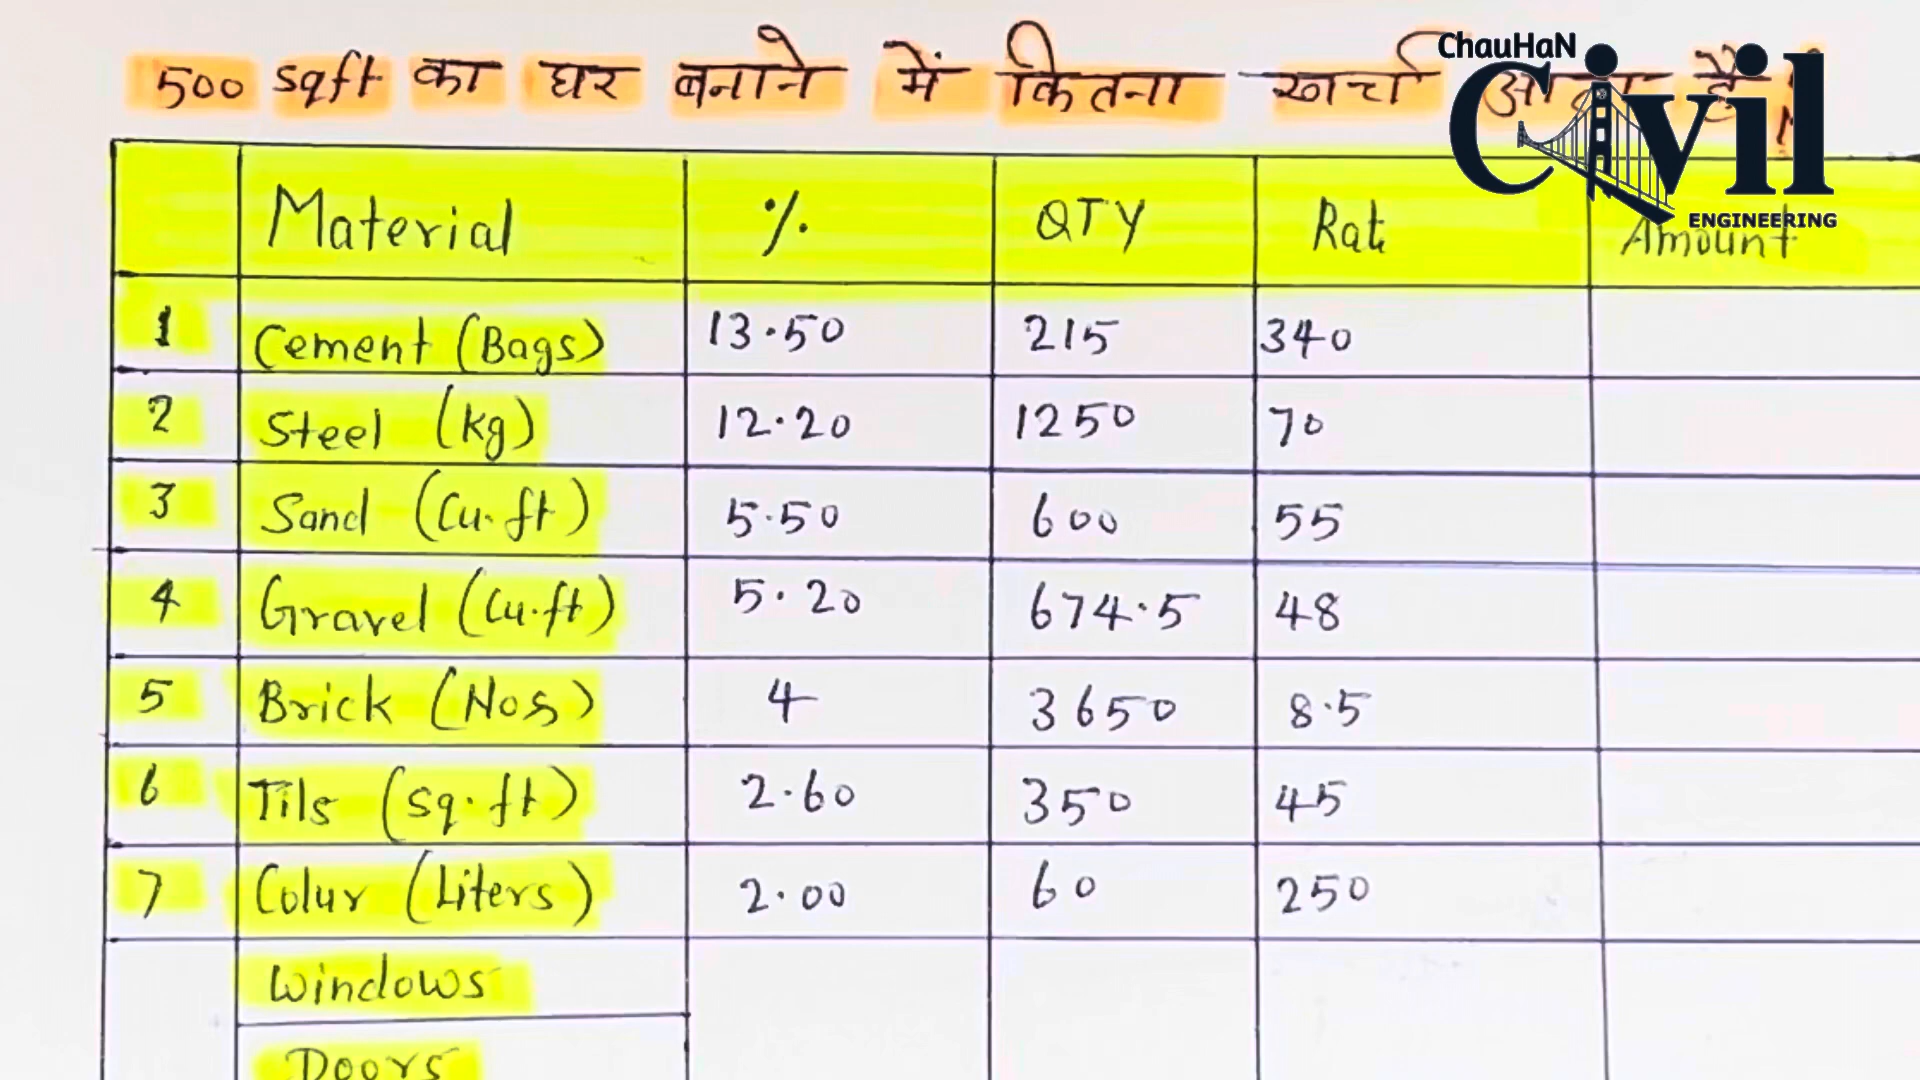 500 sqft का घर बनाने में कितना खर्चा आता है ?
ChauHaN
Civil
ENGINEERING
Material % QTY Rate Amount
1 Cement (Bags) 13.50 215 340
2 Steel (kg) 12.20 1250 70
3 Sand (Cu.ft) 5.50 600 55
4 Gravel (Cu.ft) 5.20 674.5 48
5 Brick (Nos) 4 3650 8.5
6 Tils (sq.ft) 2.60 350 45
7 Colur (Liters) 2.00 60 250
Windows
Doors